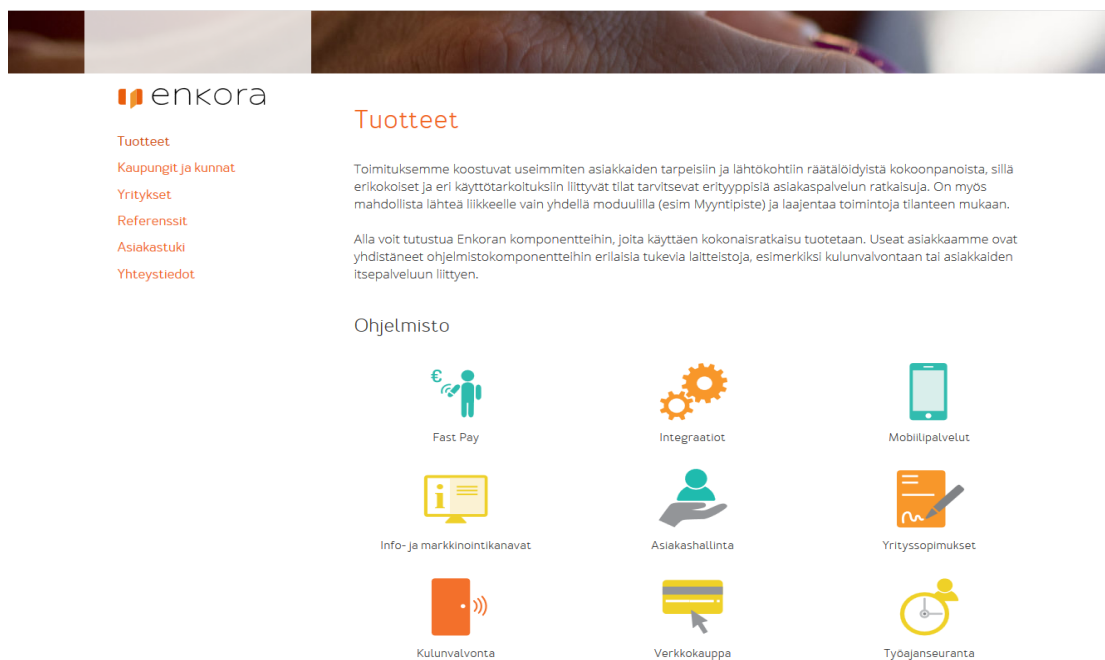 enkora
Tuotteet
Kaupungit ja kunnat
Yritykset
Referenssit
Asiakastuki
Yhteystiedot
Tuotteet
Toimituksemme koostuvat useimmiten asiakkaiden tarpeisiin ja lähtökohtiin räätälöidyistä kokoonpanoista, sillä
erikokoiset ja eri käyttötarkoituksiin liittyvät tilat tarvitsevat erityyppisiä asiakaspalvelun ratkaisuja. On myös
mahdollista lähteä liikkeelle vain yhdellä moduulilla (esim Myyntipiste) ja laajentaa toimintoja tilanteen mukaan.
Alla voit tutustua Enkoran komponentteihin, joita käyttäen kokonaisratkaisu tuotetaan. Useat asiakkaamme ovat
yhdistäneet ohjelmistokomponentteihin erilaisia tukevia laitteistoja, esimerkiksi kulunvalvontaan tai asiakkaiden
itsepalveluun liittyen.
Ohjelmisto
€
Fast Pay
Integraatiot
Mobiilipalvelut
i
Info- ja markkinointikanavat
Asiakashallinta
Yrityssopimukset
Kulunvalvonta
Verkkokauppa
Työajanseuranta